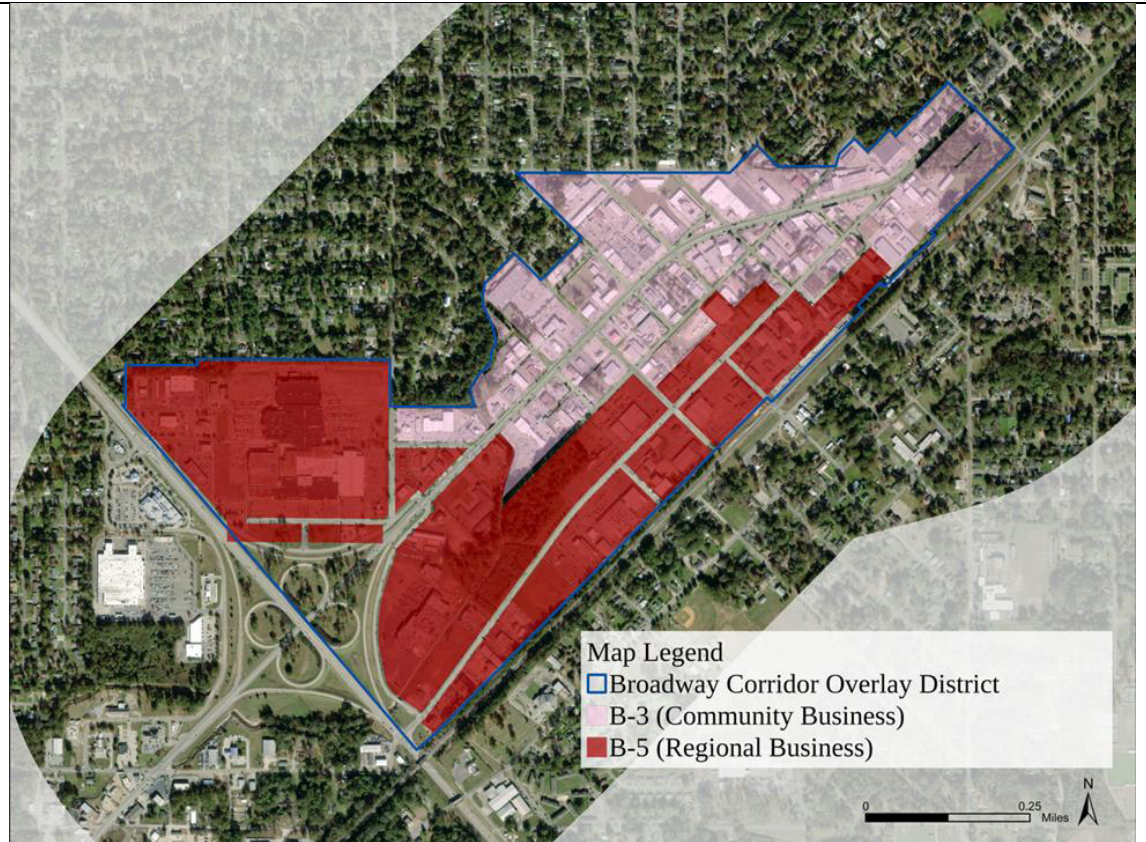 Map Legend
Broadway Corridor Overlay District
B-3 (Community Business)
B-5 (Regional Business)
N
0 0.25
Miles